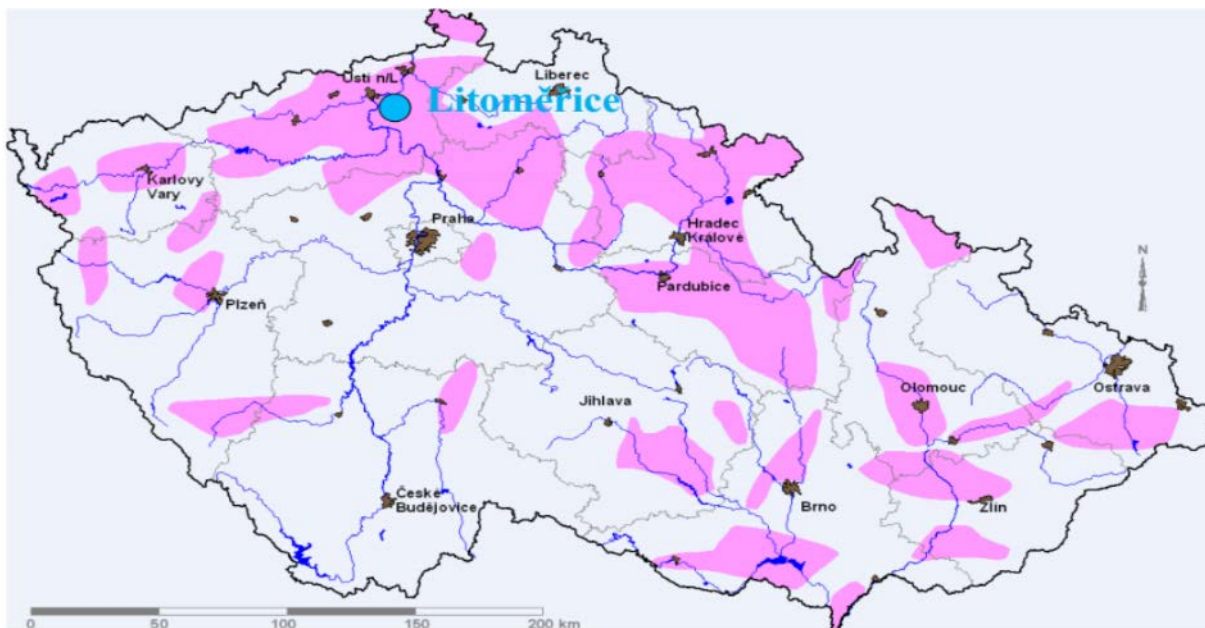 Ústí n/L
Liberec
Litoměřice
Karlovy
Vary
Praha
Hradec
Králové
N
Pardubice
Plzeň
Olomouc
Ostrava
Jihlava
České
Budějovice
Brno
Zlín
0 50 100 150 200 km